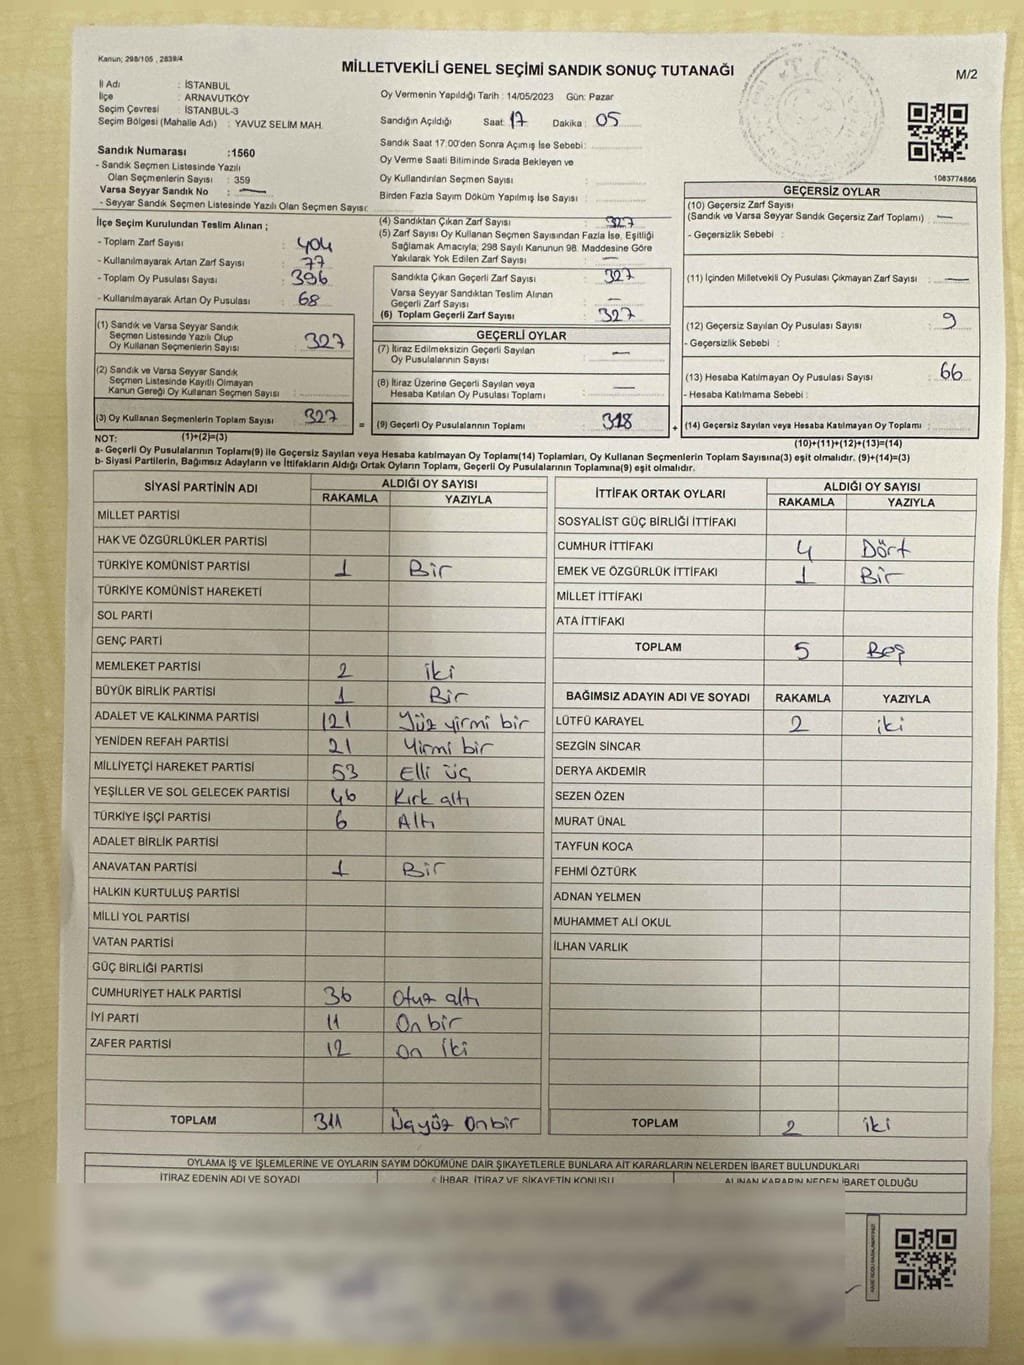 Kanun; 298/105 , 2839/4
MİLLETVEKİLİ GENEL SEÇİMİ SANDIK SONUÇ TUTANAĞI
M/2
T.C.
İl Adı : İSTANBUL
İlçe : ARNAVUTKÖY
Seçim Çevresi : İSTANBUL-3
Seçim Bölgesi (Mahalle Adı) : YAVUZ SELİM MAH.
Oy Vermenin Yapıldığı Tarih : 14/05/2023 Gün: Pazar
Sandığın Açıldığı Saat: 17 Dakika : 05
Sandık Saat 17.00'den Sonra Açımış İse Sebebi:
Oy Verme Saati Bitiminde Sırada Bekleyen ve
Oy Kullandırılan Seçmen Sayısı :
Birden Fazla Sayım Döküm Yapılmış İse Sayısı :
Sandık Numarası :1560
- Sandık Seçmen Listesinde Yazılı
Olan Seçmenlerin Sayısı : 359
Varsa Seyyar Sandık No : —
- Seyyar Sandık Seçmen Listesinde Yazılı Olan Seçmen Sayısı:
1083774866
İlçe Seçim Kurulundan Teslim Alınan ;
- Toplam Zarf Sayısı : 404
- Kullanılmayarak Artan Zarf Sayısı : 77
- Toplam Oy Pusulası Sayısı : 396
- Kullanılmayarak Artan Oy Pusulası : 68
(1) Sandık ve Varsa Seyyar Sandık
Seçmen Listesinde Yazılı Olup
Oy Kullanan Seçmenlerin Sayısı : 327
(2) Sandık ve Varsa Seyyar Sandık
Seçmen Listesinde Kayıtlı Olmayan
Kanun Gereği Oy Kullanan Seçmen Sayısı :
(3) Oy Kullanan Seçmenlerin Toplam Sayısı : 327
(1)+(2)=(3)
(4) Sandıktan Çıkan Zarf Sayısı : 327
(5) Zarf Sayısı Oy Kullanan Seçmen Sayısından Fazla İse, Eşitliği
Sağlamak Amacıyla; 298 Sayılı Kanunun 98. Maddesine Göre
Yakılarak Yok Edilen Zarf Sayısı : —
Sandıkta Çıkan Geçerli Zarf Sayısı : 327
Varsa Seyyar Sandıktan Teslim Alınan
Geçerli Zarf Sayısı : —
(6) Toplam Geçerli Zarf Sayısı : 327
GEÇERLİ OYLAR
(7) İtiraz Edilmeksizin Geçerli Sayılan
Oy Pusulalarının Sayısı : —
(8) İtiraz Üzerine Geçerli Sayılan veya
Hesaba Katılan Oy Pusulası Toplamı : —
= (9) Geçerli Oy Pusulalarının Toplamı : 318 +
GEÇERSİZ OYLAR
(10) Geçersiz Zarf Sayısı
(Sandık ve Varsa Seyyar Sandık Geçersiz Zarf Toplamı) : —
- Geçersizlik Sebebi :
(11) İçinden Milletvekili Oy Pusulası Çıkmayan Zarf Sayısı : —
(12) Geçersiz Sayılan Oy Pusulası Sayısı : 9
- Geçersizlik Sebebi :
(13) Hesaba Katılmayan Oy Pusulası Sayısı : 66
- Hesaba Katılmama Sebebi :
(14) Geçersiz Sayılan veya Hesaba Katılmayan Oy Toplamı :
(10)+(11)+(12)+(13)=(14)
NOT:
a- Geçerli Oy Pusulalarının Toplamı(9) ile Geçersiz Sayılan veya Hesaba katılmayan Oy Toplamı(14) Toplamları, Oy Kullanan Seçmenlerin Toplam Sayısına(3) eşit olmalıdır. (9)+(14)=(3)
b- Siyasi Partilerin, Bağımsız Adayların ve İttifakların Aldığı Ortak Oyların Toplamı, Geçerli Oy Pusulalarının Toplamına(9) eşit olmalıdır.
SİYASİ PARTİNİN ADI ALDIĞI OY SAYISI
RAKAMLA YAZIYLA
MİLLET PARTİSİ
HAK VE ÖZGÜRLÜKLER PARTİSİ
TÜRKİYE KOMÜNİST PARTİSİ 1 Bir
TÜRKİYE KOMÜNİST HAREKETİ
SOL PARTİ
GENÇ PARTİ
MEMLEKET PARTİSİ 2 iki
BÜYÜK BİRLİK PARTİSİ 1 Bir
ADALET VE KALKINMA PARTİSİ 121 Yüz yirmi bir
YENİDEN REFAH PARTİSİ 21 Yirmi bir
MİLLİYETÇİ HAREKET PARTİSİ 53 Elli üç
YEŞİLLER VE SOL GELECEK PARTİSİ 46 Kırk altı
TÜRKİYE İŞÇİ PARTİSİ 6 Altı
ADALET BİRLİK PARTİSİ
ANAVATAN PARTİSİ 1 Bir
HALKIN KURTULUŞ PARTİSİ
MİLLİ YOL PARTİSİ
VATAN PARTİSİ
GÜÇ BİRLİĞİ PARTİSİ
CUMHURİYET HALK PARTİSİ 36 Otuz altı
İYİ PARTİ 11 On bir
ZAFER PARTİSİ 12 On iki
TOPLAM 311 Üçyüz Onbir
İTTİFAK ORTAK OYLARI ALDIĞI OY SAYISI
RAKAMLA YAZIYLA
SOSYALİST GÜÇ BİRLİĞİ İTTİFAKI
CUMHUR İTTİFAKI 4 Dört
EMEK VE ÖZGÜRLÜK İTTİFAKI 1 Bir
MİLLET İTTİFAKI
ATA İTTİFAKI
TOPLAM 5 Beş
BAĞIMSIZ ADAYIN ADI VE SOYADI RAKAMLA YAZIYLA
LÜTFÜ KARAYEL 2 iki
SEZGİN SİNCAR
DERYA AKDEMİR
SEZEN ÖZEN
MURAT ÜNAL
TAYFUN KOCA
FEHMİ ÖZTÜRK
ADNAN YELMEN
MUHAMMET ALİ OKUL
İLHAN VARLIK
TOPLAM 2 iki
OYLAMA İŞ VE İŞLEMLERİNE VE OYLARIN SAYIM DÖKÜMÜNE DAİR ŞİKAYETLERLE BUNLARA AİT KARARLARIN NELERDEN İBARET BULUNDUKLARI
İTİRAZ EDENİN ADI VE SOYADI İHBAR, İTİRAZ VE ŞİKAYETİN KONUSU ALINAN KARARIN NEDEN İBARET OLDUĞU